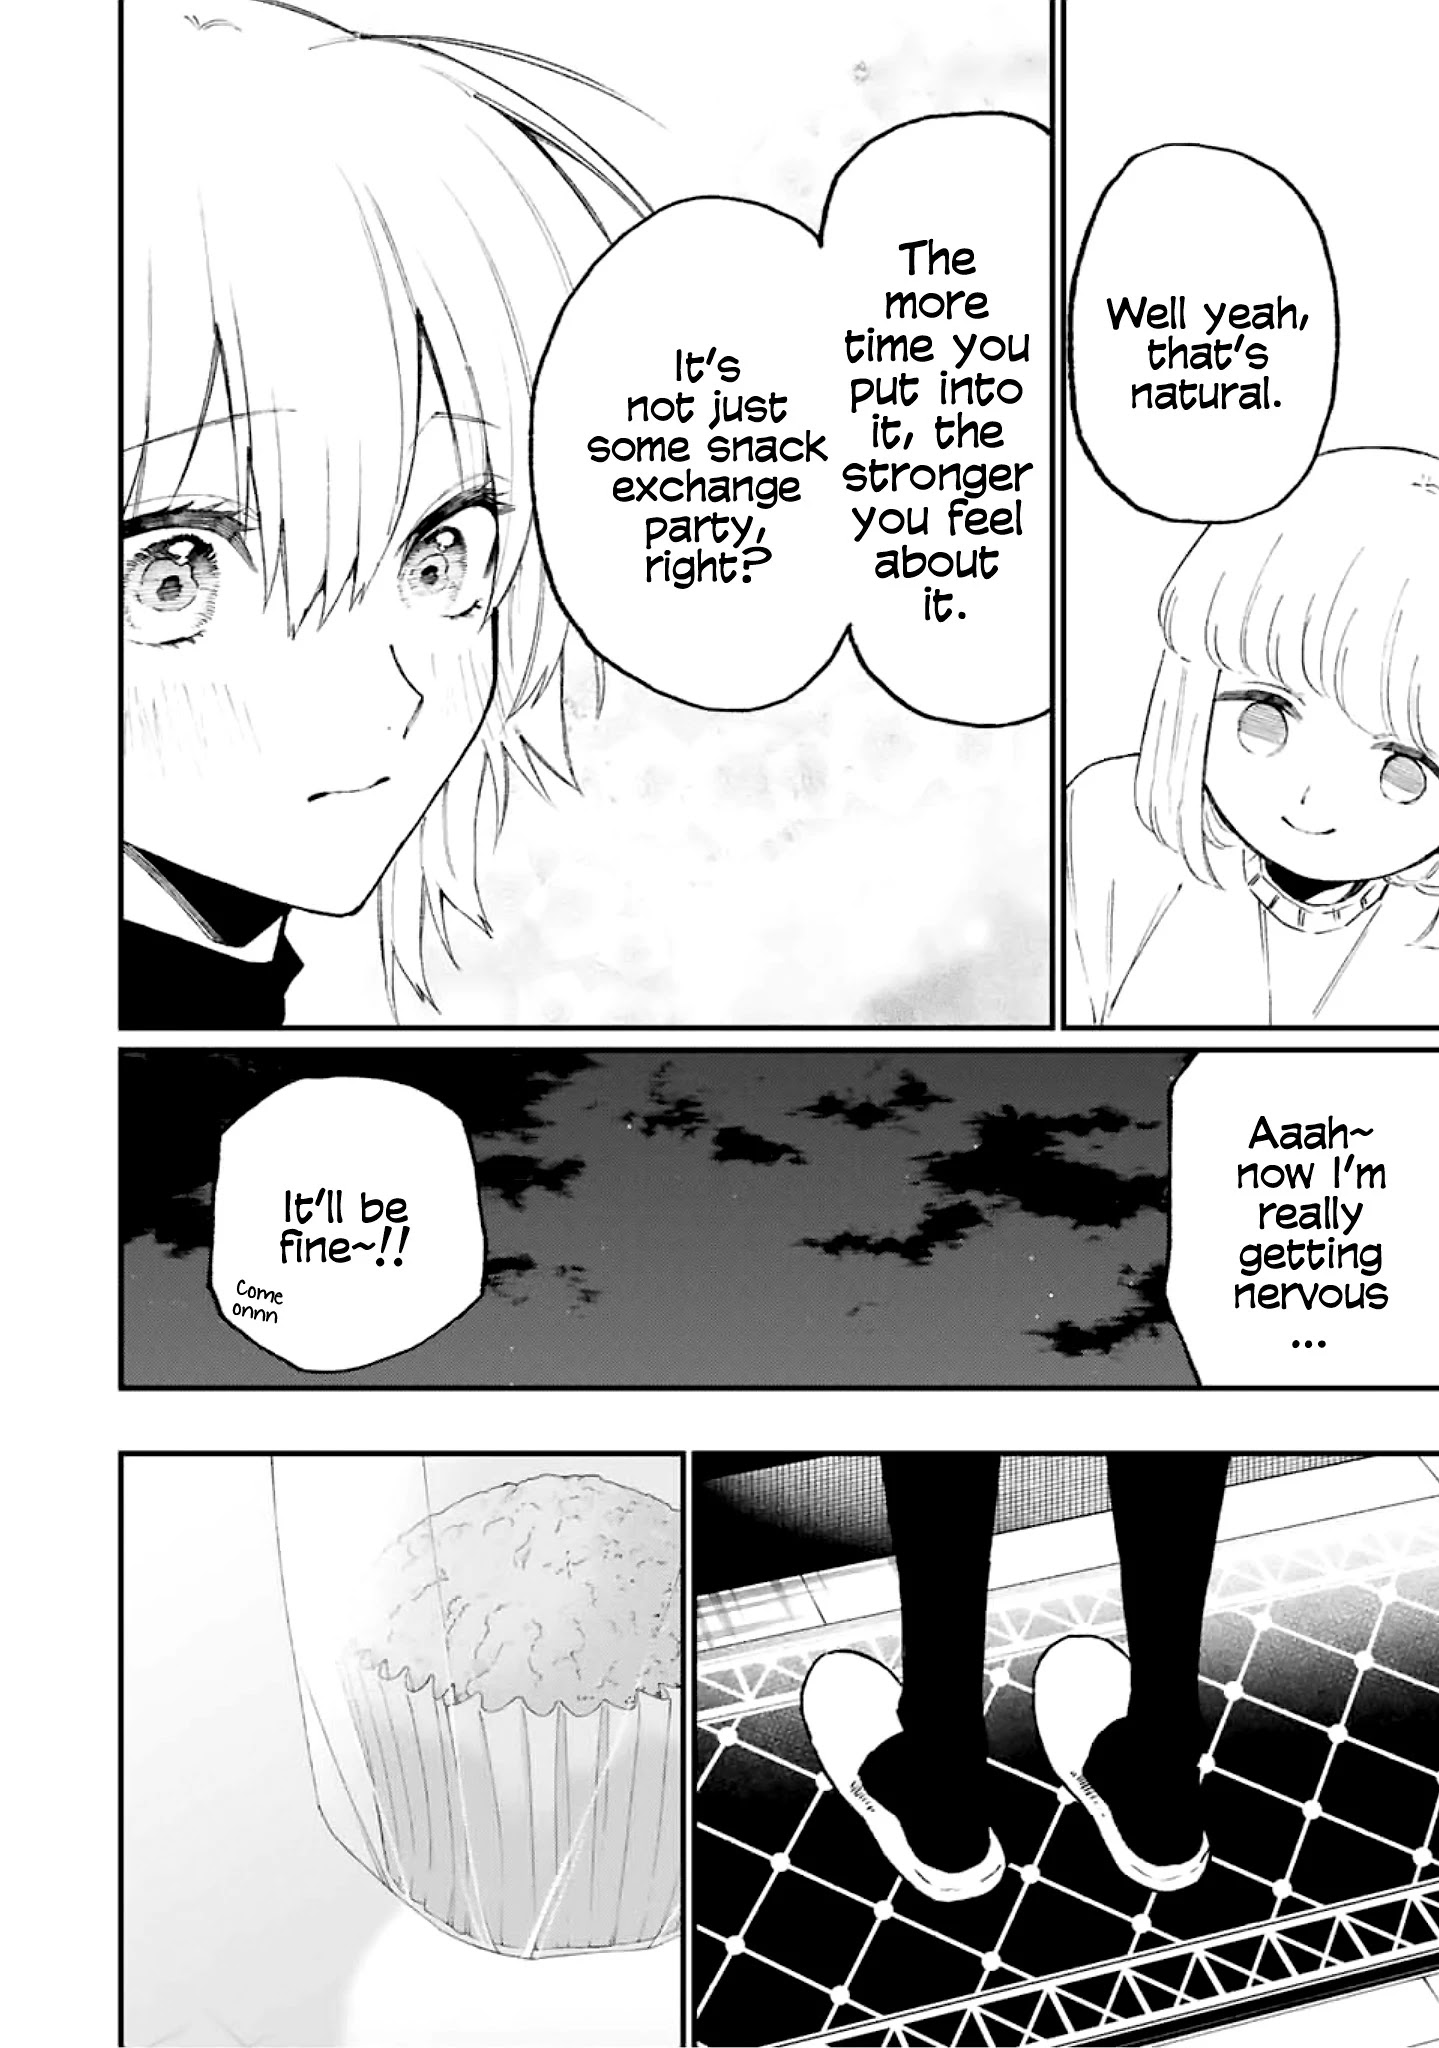 Well yeah,
that's
natural.
The
more
time you
put into
it, the
stronger
you feel
about
it.
It's
not just
some snack
exchange
party,
right?
Aaah~
now I'm
really
getting
nervous
...
It'll be
fine~!!
Come
onnn